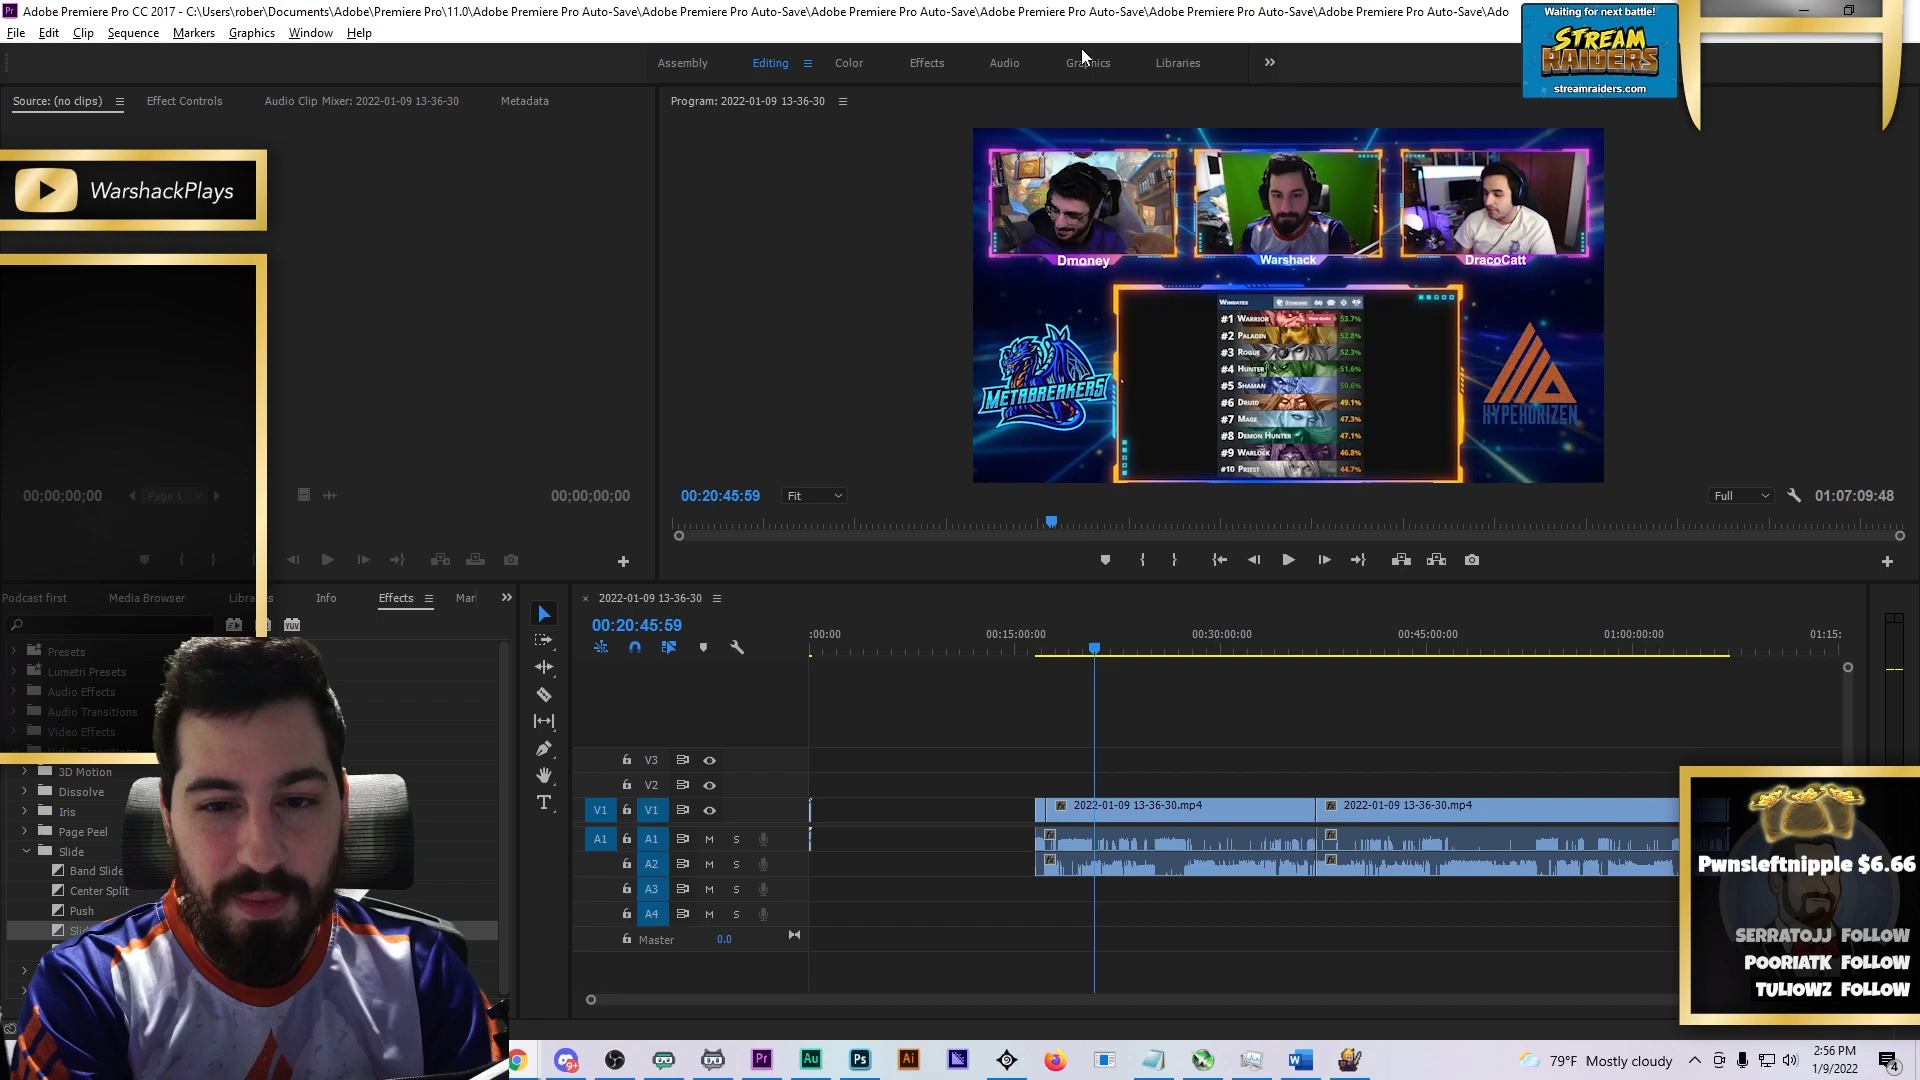 Adobe Premiere Pro CC 2017 - C:\Users\rober\Documents\Adobe\Premiere Pro\11.0\Adobe Premiere Pro Auto-Save\Adobe Premiere Pro Auto-Save\Adobe Premiere Pro Auto-Save\Adobe Premiere Pro Auto-Save\Adobe Premiere Pro Auto-Save\Adobe Premiere Pro Auto-Save\Ado
File Edit Clip Sequence Markers Graphics Window Help
Waiting for next battle!
STREAM
RAIDERS
streamraiders.com
Assembly Editing Color Effects Audio Graphics Libraries
Source: (no clips) Effect Controls Audio Clip Mixer: 2022-01-09 13-36-30 Metadata
Program: 2022-01-09 13-36-30
WarshackPlays
Dmoney Warshack DracoCatt
Winrates Standard
#1 Warrior 53.7%
#2 Paladin 52.8%
#3 Rogue 52.3%
#4 Hunter 51.6%
#5 Shaman 50.6%
#6 Druid 49.1%
#7 Mage 47.3%
#8 Demon Hunter 47.1%
#9 Warlock 46.8%
#10 Priest 44.7%
METABREAKERS
HYPEHORIZEN
00;00;00;00 Page 1 00;00;00;00
00:20:45:59 Fit Full 01:07:09:48
Podcast first Media Browser Info Effects Mar
2022-01-09 13-36-30
00:20:45:59
:00:00 00:15:00:00 00:30:00:00 00:45:00:00 01:00:00:00 01:15:
Presets
Lumetri Presets
Audio Effects
Audio Transitions
Video Effects
Video Transitions
3D Motion
Dissolve
Iris
Page Peel
Slide
Band Slide
Center Split
Push
V3
V2
V1 V1 2022-01-09 13-36-30.mp4 2022-01-09 13-36-30.mp4
A1 A1 M S
A2 M S
A3 M S
A4 M S
Master 0.0
Pwnsleftnipple $6.66
SERRATOJJ FOLLOW
POORIATK FOLLOW
TULIOWZ FOLLOW
9+ Pr Au Ps Ai W
79°F Mostly cloudy
2:56 PM
1/9/2022
4